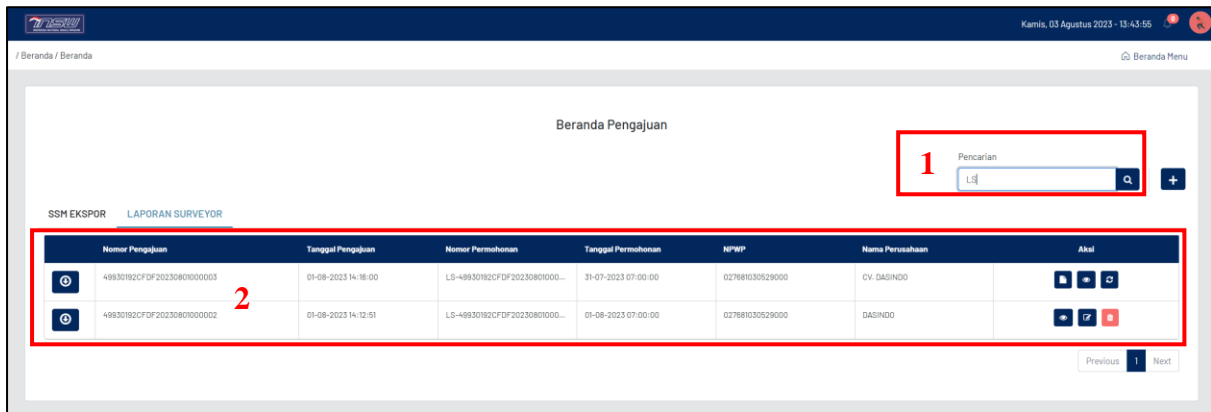 INSW
Kamis, 03 Agustus 2023 - 13:43:55
/ Beranda / Beranda
Beranda Menu
Beranda Pengajuan
1
Pencarian
LS
SSM EKSPOR LAPORAN SURVEYOR
Nomor Pengajuan Tanggal Pengajuan Nomor Permohonan Tanggal Permohonan NPWP Nama Perusahaan Aksi
49930192CFDF20230801000003 01-08-2023 14:16:00 LS-49930192CFDF20230801000... 31-07-2023 07:00:00 027681030529000 CV. DASINDO
2
49930192CFDF20230801000002 01-08-2023 14:12:51 LS-49930192CFDF20230801000... 01-08-2023 07:00:00 027681030529000 DASINDO
Previous 1 Next